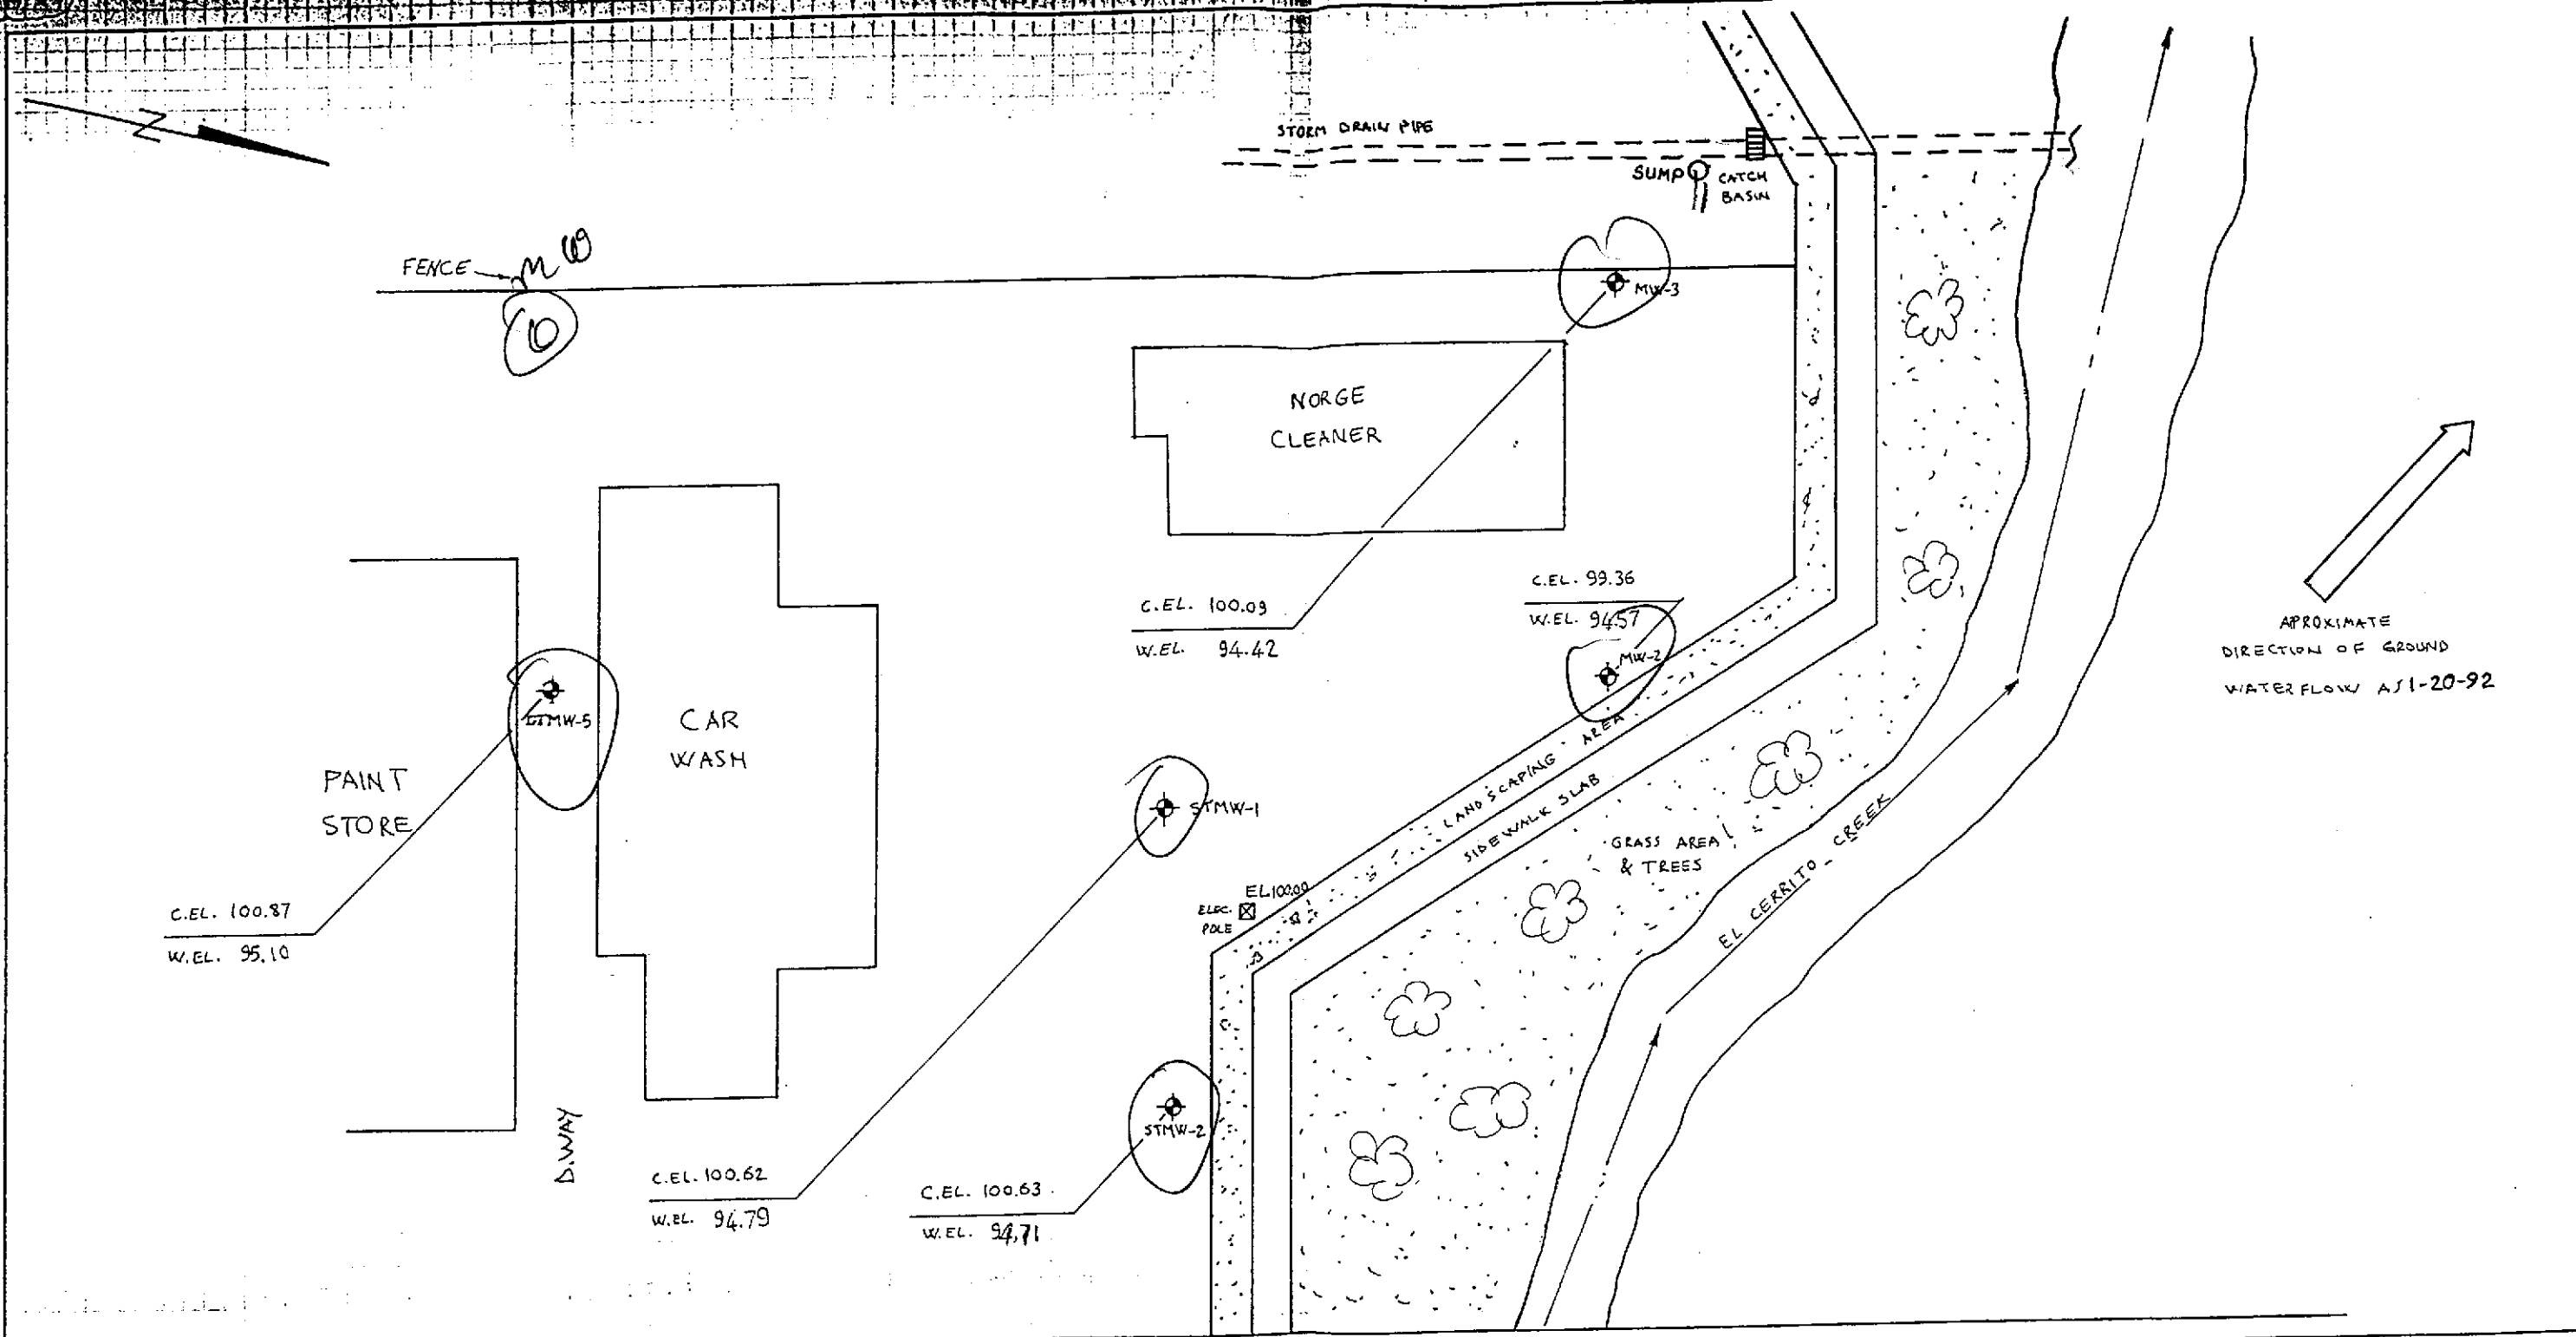 Z
STORM DRAIN PIPE
SUMP
CATCH
BASIN
FENCE
MW
MW-3
NORGE
CLEANER
C.EL. 99.36
W.EL. 94.57
C.EL. 100.09
W.EL. 94.42
MW-2
APROXIMATE
DIRECTION OF GROUND
WATERFLOW AS 1-20-92
STMW-5
CAR
WASH
PAINT
STORE
STMW-1
LANDSCAPING AREA
SIDEWALK SLAB
GRASS AREA
& TREES
EL CERRITO CREEK
EL 100.00
ELEC.
POLE
C.EL. 100.87
W.EL. 95.10
STMW-2
D.WAY
C.EL. 100.62
W.EL. 94.79
C.EL. 100.63
W.EL. 94.71